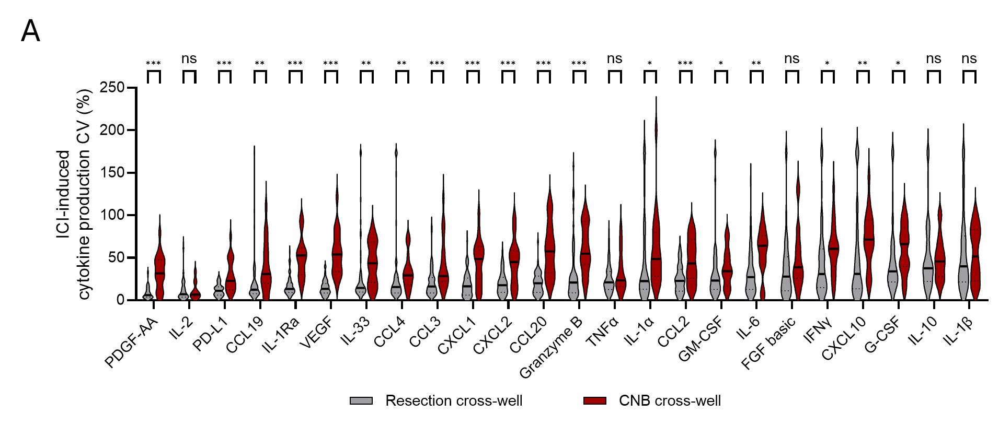 A
*** ns *** ** *** *** ** ** *** *** *** *** *** ns * *** * ** ns * ** * ns ns
ICI-induced
cytokine production CV (%)
250
200
150
100
50
0
PDGF-AA IL-2 PD-L1 CCL19 IL-1Ra VEGF IL-33 CCL4 CCL3 CXCL1 CXCL2 CCL20 Granzyme B TNFα IL-1α CCL2 GM-CSF IL-6 FGF basic IFNγ CXCL10 G-CSF IL-10 IL-1β
Resection cross-well CNB cross-well